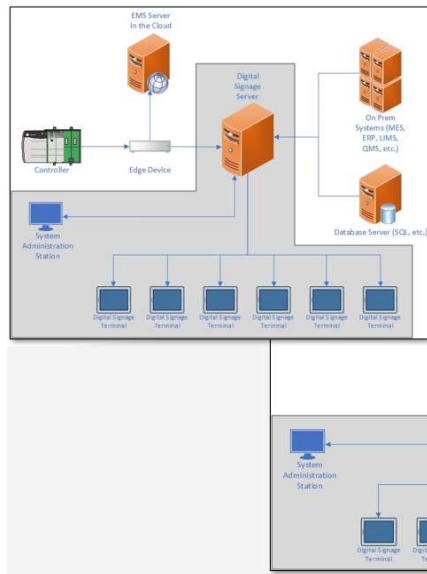 EMS Server
In the Cloud
Digital
Signage
Server
On Prem
Systems (MES,
ERP, LIMS,
QMS, etc.)
Controller
Edge Device
System
Administration
Station
Database Server (SQL, etc.)
Digital Signage
Terminal
Digital Signage
Terminal
Digital Signage
Terminal
Digital Signage
Terminal
Digital Signage
Terminal
Digital Signage
Terminal
System
Administration
Station
Digital Signage
Terminal